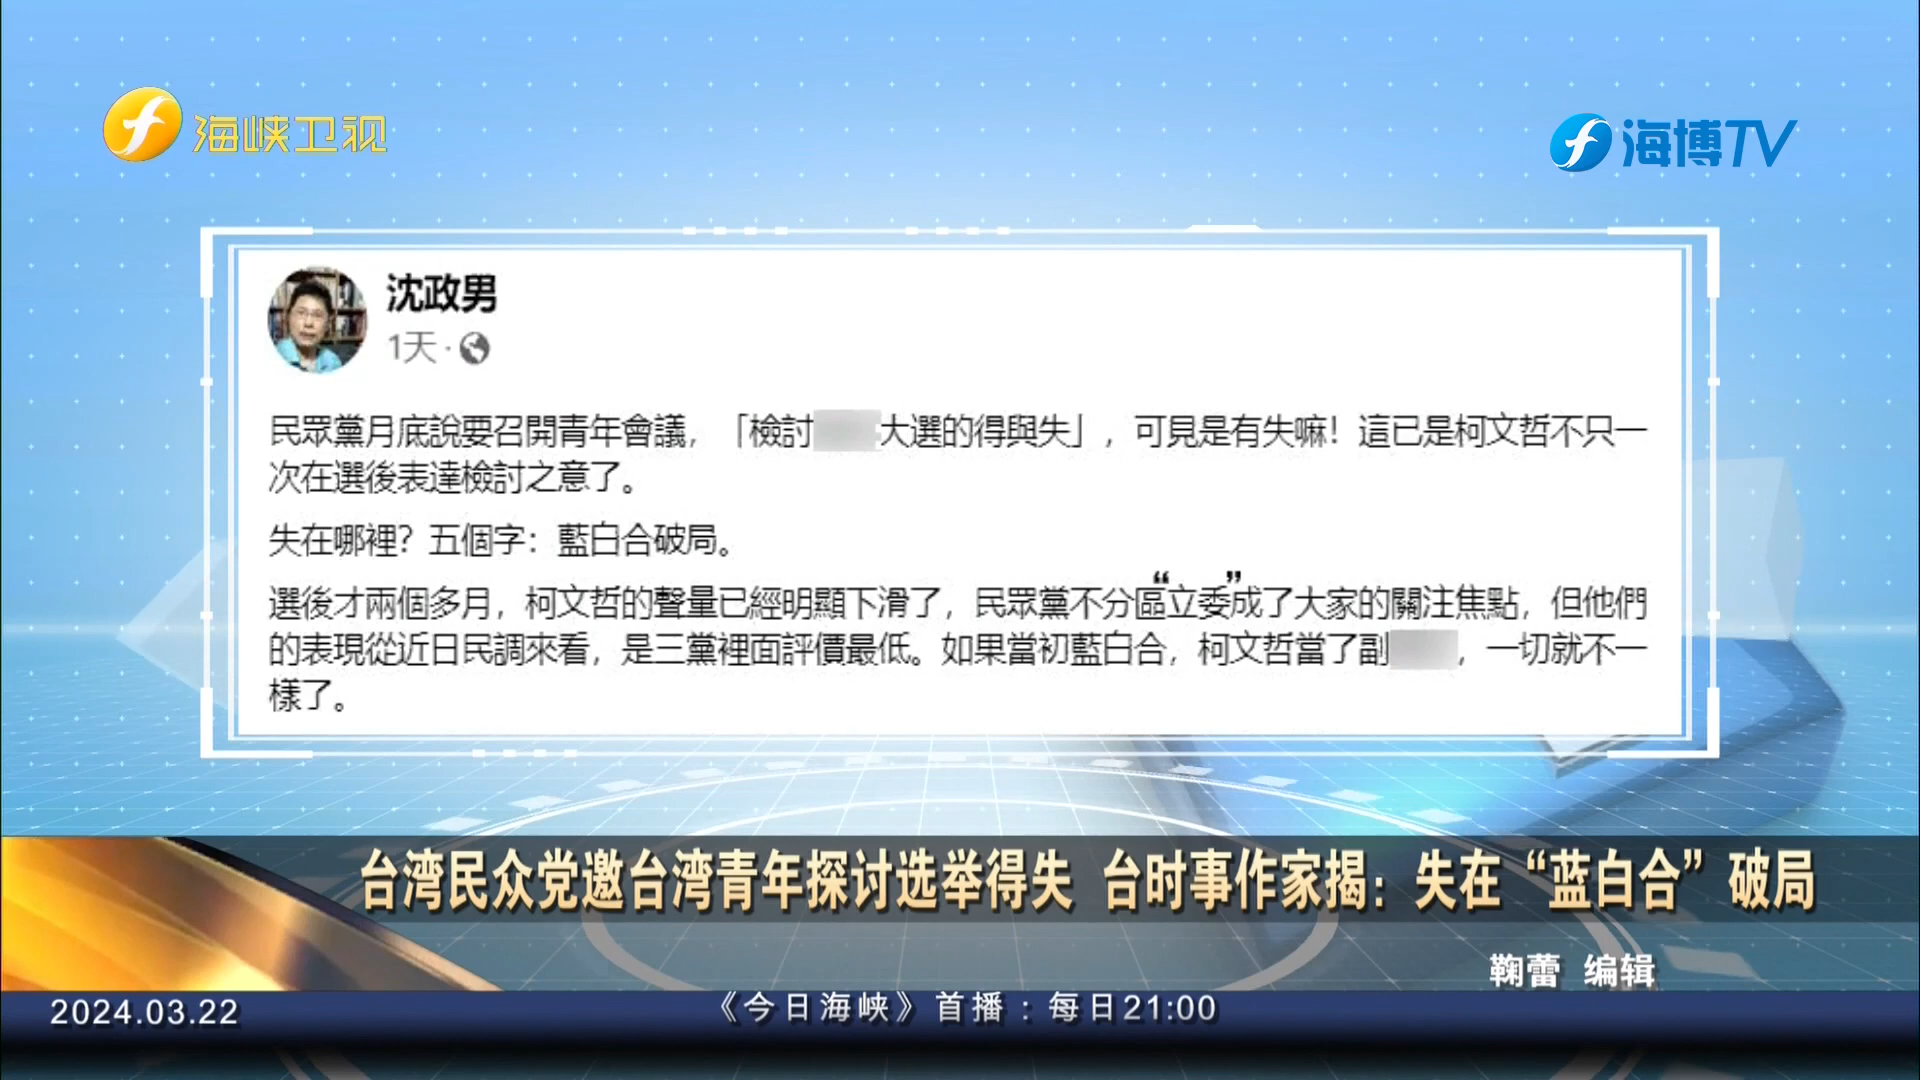 海峡卫视
海博TV
沈政男
1天·
民眾黨月底說要召開青年會議，「檢討 大選的得與失」，可見是有失嘛！這已是柯文哲不只一
次在選後表達檢討之意了。
失在哪裡？五個字：藍白合破局。
選後才兩個多月，柯文哲的聲量已經明顯下滑了，民眾黨不分區“立委”成了大家的關注焦點，但他們
的表現從近日民調來看，是三黨裡面評價最低。如果當初藍白合，柯文哲當了副 ，一切就不一
樣了。
台湾民众党邀台湾青年探讨选举得失 台时事作家揭：失在“蓝白合”破局
鞠蕾 编辑
2024.03.22
《今日海峡》首播：每日21:00